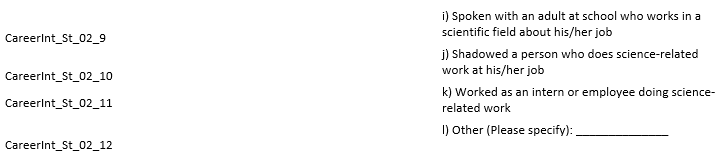 i) Spoken with an adult at school who works in a
scientific field about his/her job
CareerInt_St_02_9
j) Shadowed a person who does science-related
work at his/her job
CareerInt_St_02_10
k) Worked as an intern or employee doing science-
related work
CareerInt_St_02_11
l) Other (Please specify): ______________
CareerInt_St_02_12